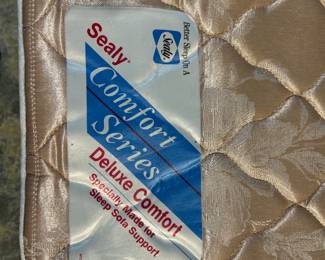 Better Sleep On A
Sealy
Sealy®
Comfort
Series
Deluxe Comfort
Specially Made for
Sleep Sofa Support